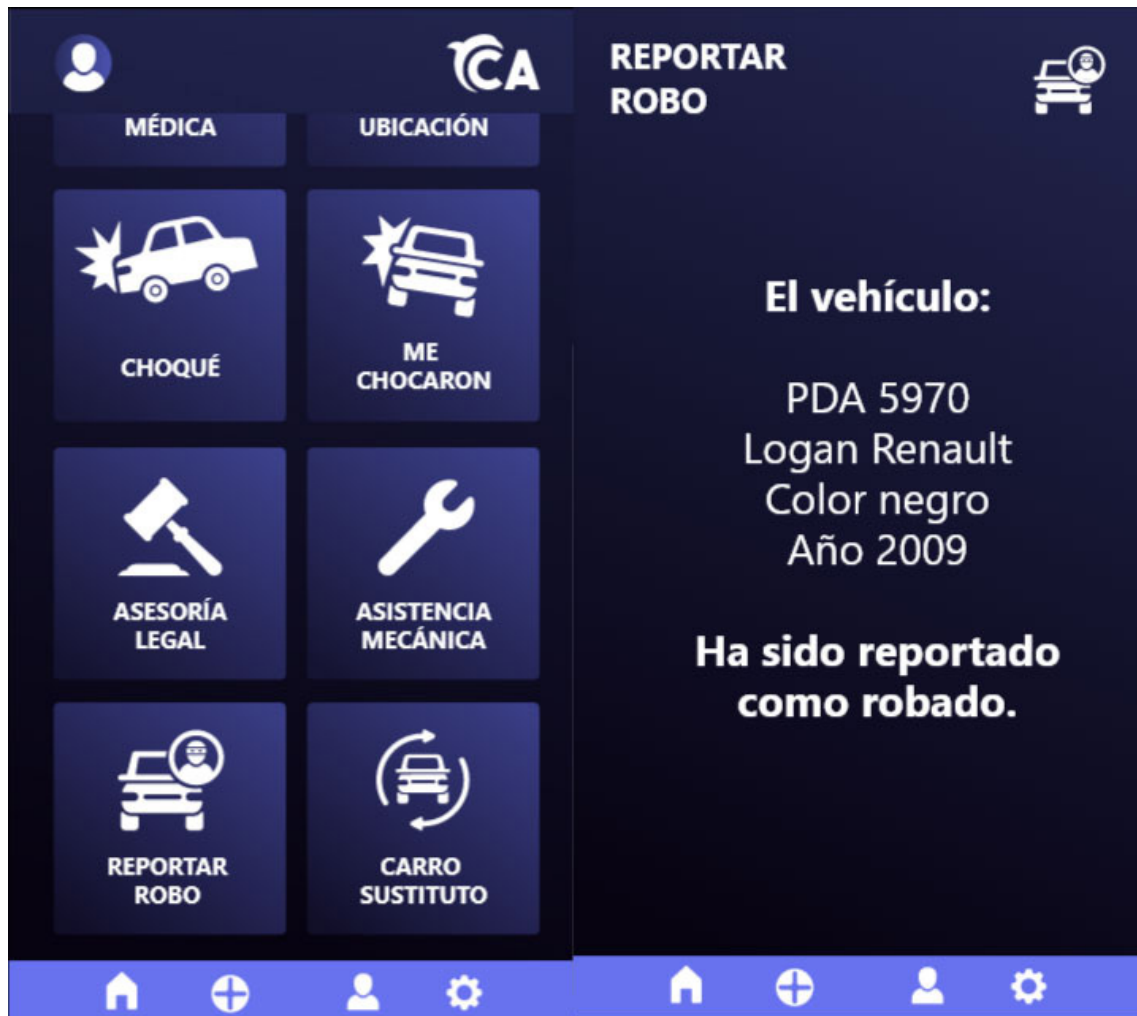 CA
MÉDICA
UBICACIÓN
CHOQUÉ
ME
CHOCARON
ASESORÍA
LEGAL
ASISTENCIA
MECÁNICA
REPORTAR
ROBO
CARRO
SUSTITUTO
REPORTAR
ROBO
El vehículo:
PDA 5970
Logan Renault
Color negro
Año 2009
Ha sido reportado
como robado.